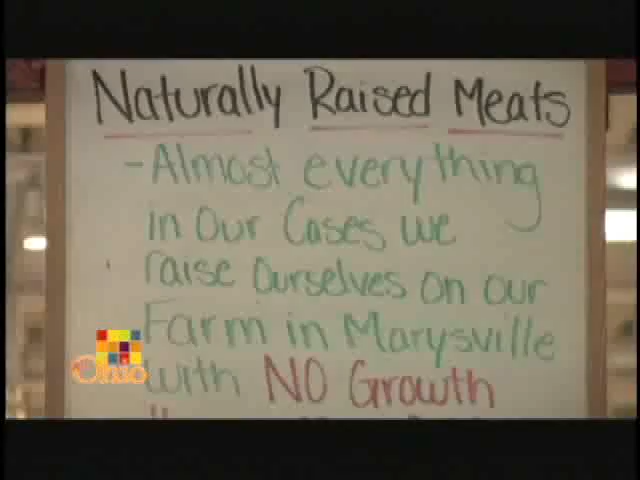 Naturally Raised Meats
- Almost everything
in our Cases we
raise ourselves on our
Farm in Marysville
with NO Growth
Ohio